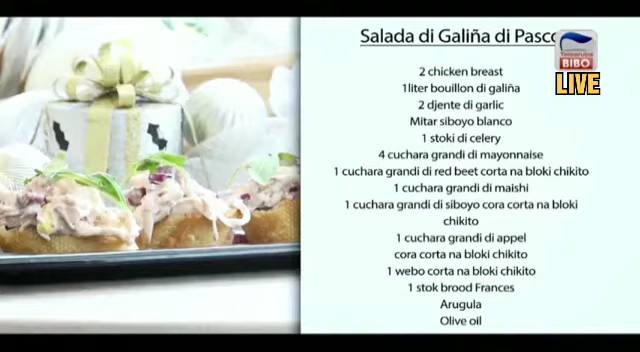 Salada di Galiña di Pasco
Telearuba
BIBO
LIVE
2 chicken breast
1liter bouillon di galiña
2 djente di garlic
Mitar siboyo blanco
1 stoki di celery
4 cuchara grandi di mayonnaise
1 cuchara grandi di red beet corta na bloki chikito
1 cuchara grandi di maishi
1 cuchara grandi di siboyo cora corta na bloki
chikito
1 cuchara grandi di appel
cora corta na bloki chikito
1 webo corta na bloki chikito
1 stok brood Frances
Arugula
Olive oil